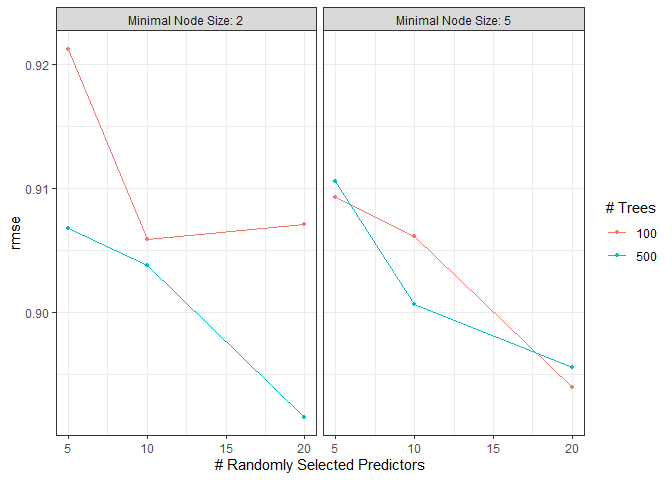 Minimal Node Size: 2
Minimal Node Size: 5
0.92
0.91
0.90
rmse
5 10 15 20
5 10 15 20
# Randomly Selected Predictors
# Trees
100
500